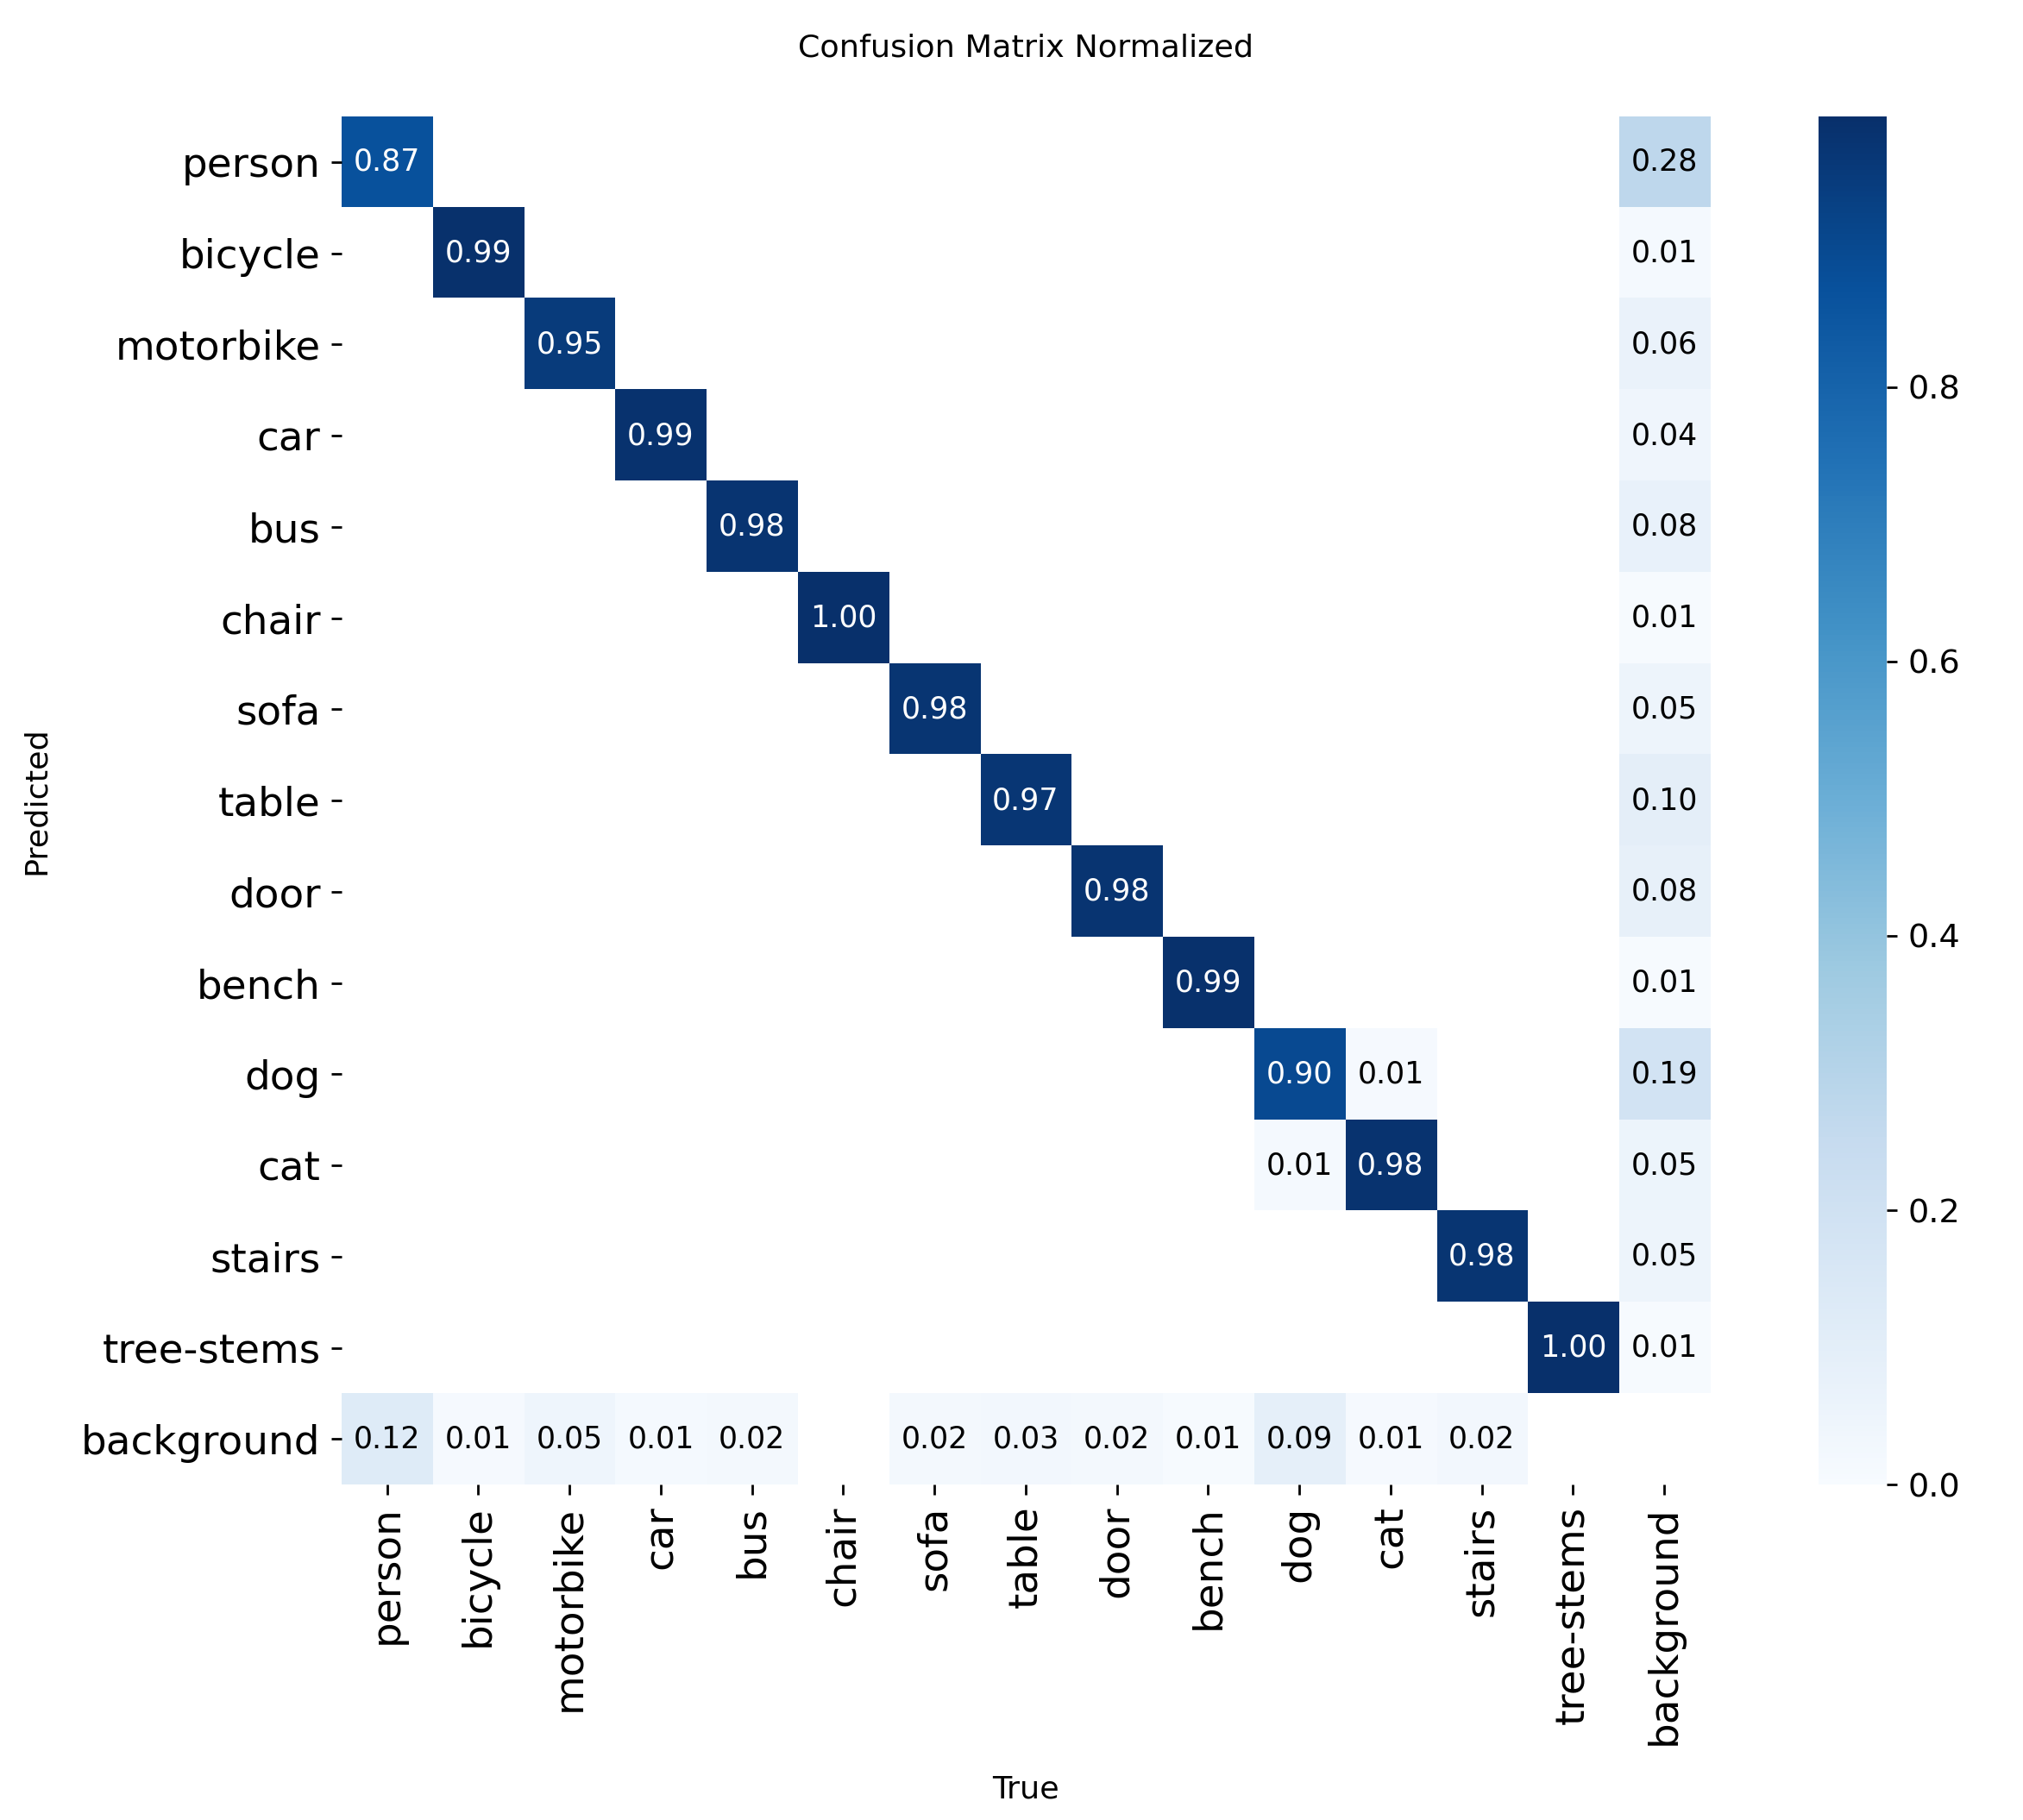 Confusion Matrix Normalized
person 0.87 0.28
bicycle 0.99 0.01
motorbike 0.95 0.06
0.8
car 0.99 0.04
bus 0.98 0.08
chair 1.00 0.01
0.6
sofa 0.98 0.05
Predicted
table 0.97 0.10
door 0.98 0.08
0.4
bench 0.99 0.01
dog 0.90 0.01 0.19
cat 0.01 0.98 0.05
0.2
stairs 0.98 0.05
tree-stems 1.00 0.01
background 0.12 0.01 0.05 0.01 0.02 0.02 0.03 0.02 0.01 0.09 0.01 0.02
0.0
person bicycle motorbike car bus chair sofa table door bench dog cat stairs tree-stems background
True